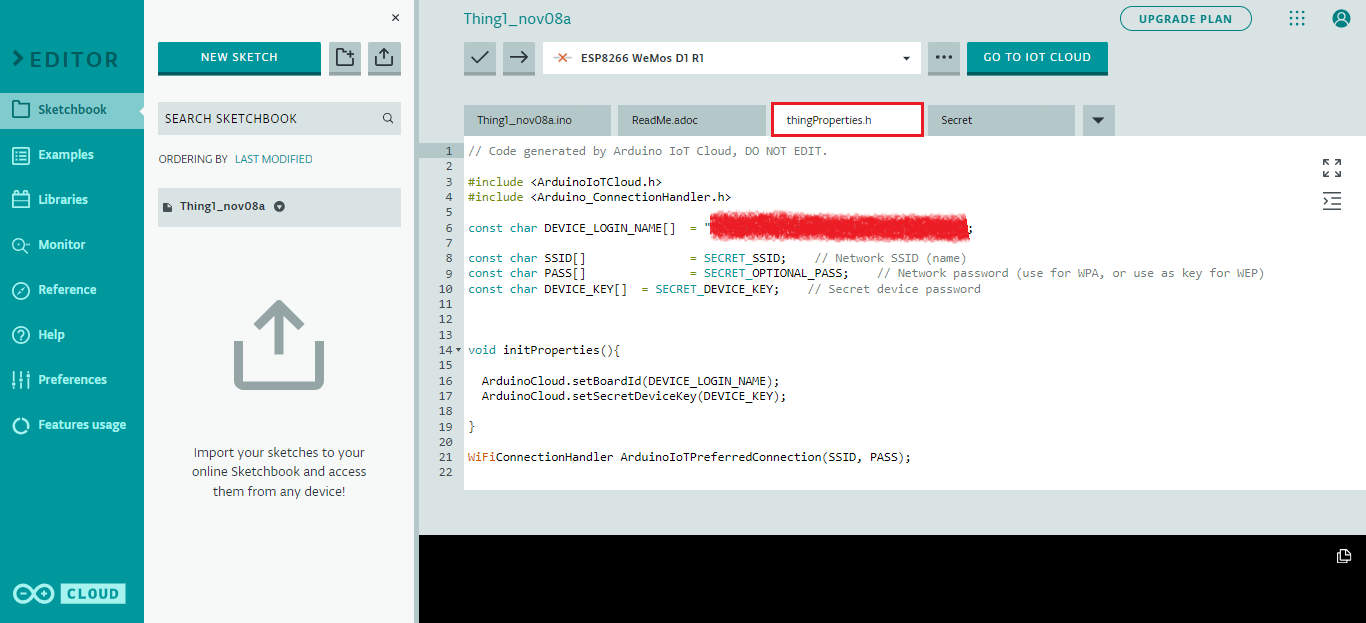 EDITOR
Sketchbook
Examples
Libraries
Monitor
Reference
Help
Preferences
Features usage
CLOUD
NEW SKETCH
SEARCH SKETCHBOOK
ORDERING BY LAST MODIFIED
Thing1_nov08a
Import your sketches to your
online Sketchbook and access
them from any device!
Thing1_nov08a
UPGRADE PLAN
ESP8266 WeMos D1 R1
GO TO IOT CLOUD
Thing1_nov08a.ino
ReadMe.adoc
thingProperties.h
Secret
1 // Code generated by Arduino IoT Cloud, DO NOT EDIT.
2
3 #include <ArduinoIoTCloud.h>
4 #include <Arduino_ConnectionHandler.h>
5
6 const char DEVICE_LOGIN_NAME[] = " ;
7
8 const char SSID[] = SECRET_SSID; // Network SSID (name)
9 const char PASS[] = SECRET_OPTIONAL_PASS; // Network password (use for WPA, or use as key for WEP)
10 const char DEVICE_KEY[] = SECRET_DEVICE_KEY; // Secret device password
11
12
13
14 void initProperties(){
15
16 ArduinoCloud.setBoardId(DEVICE_LOGIN_NAME);
17 ArduinoCloud.setSecretDeviceKey(DEVICE_KEY);
18
19 }
20
21 WiFiConnectionHandler ArduinoIoTPreferredConnection(SSID, PASS);
22